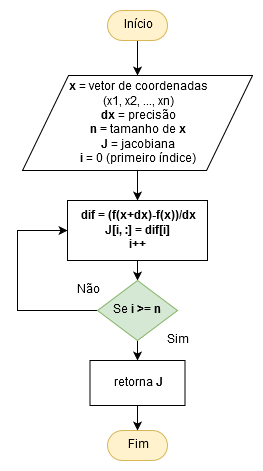 Início
x = vetor de coordenadas
(x1, x2, ..., xn)
dx = precisão
n = tamanho de x
J = jacobiana
i = 0 (primeiro índice)
dif = (f(x+dx)-f(x))/dx
J[i, :] = dif[i]
i++
Não
Se i >= n
Sim
retorna J
Fim